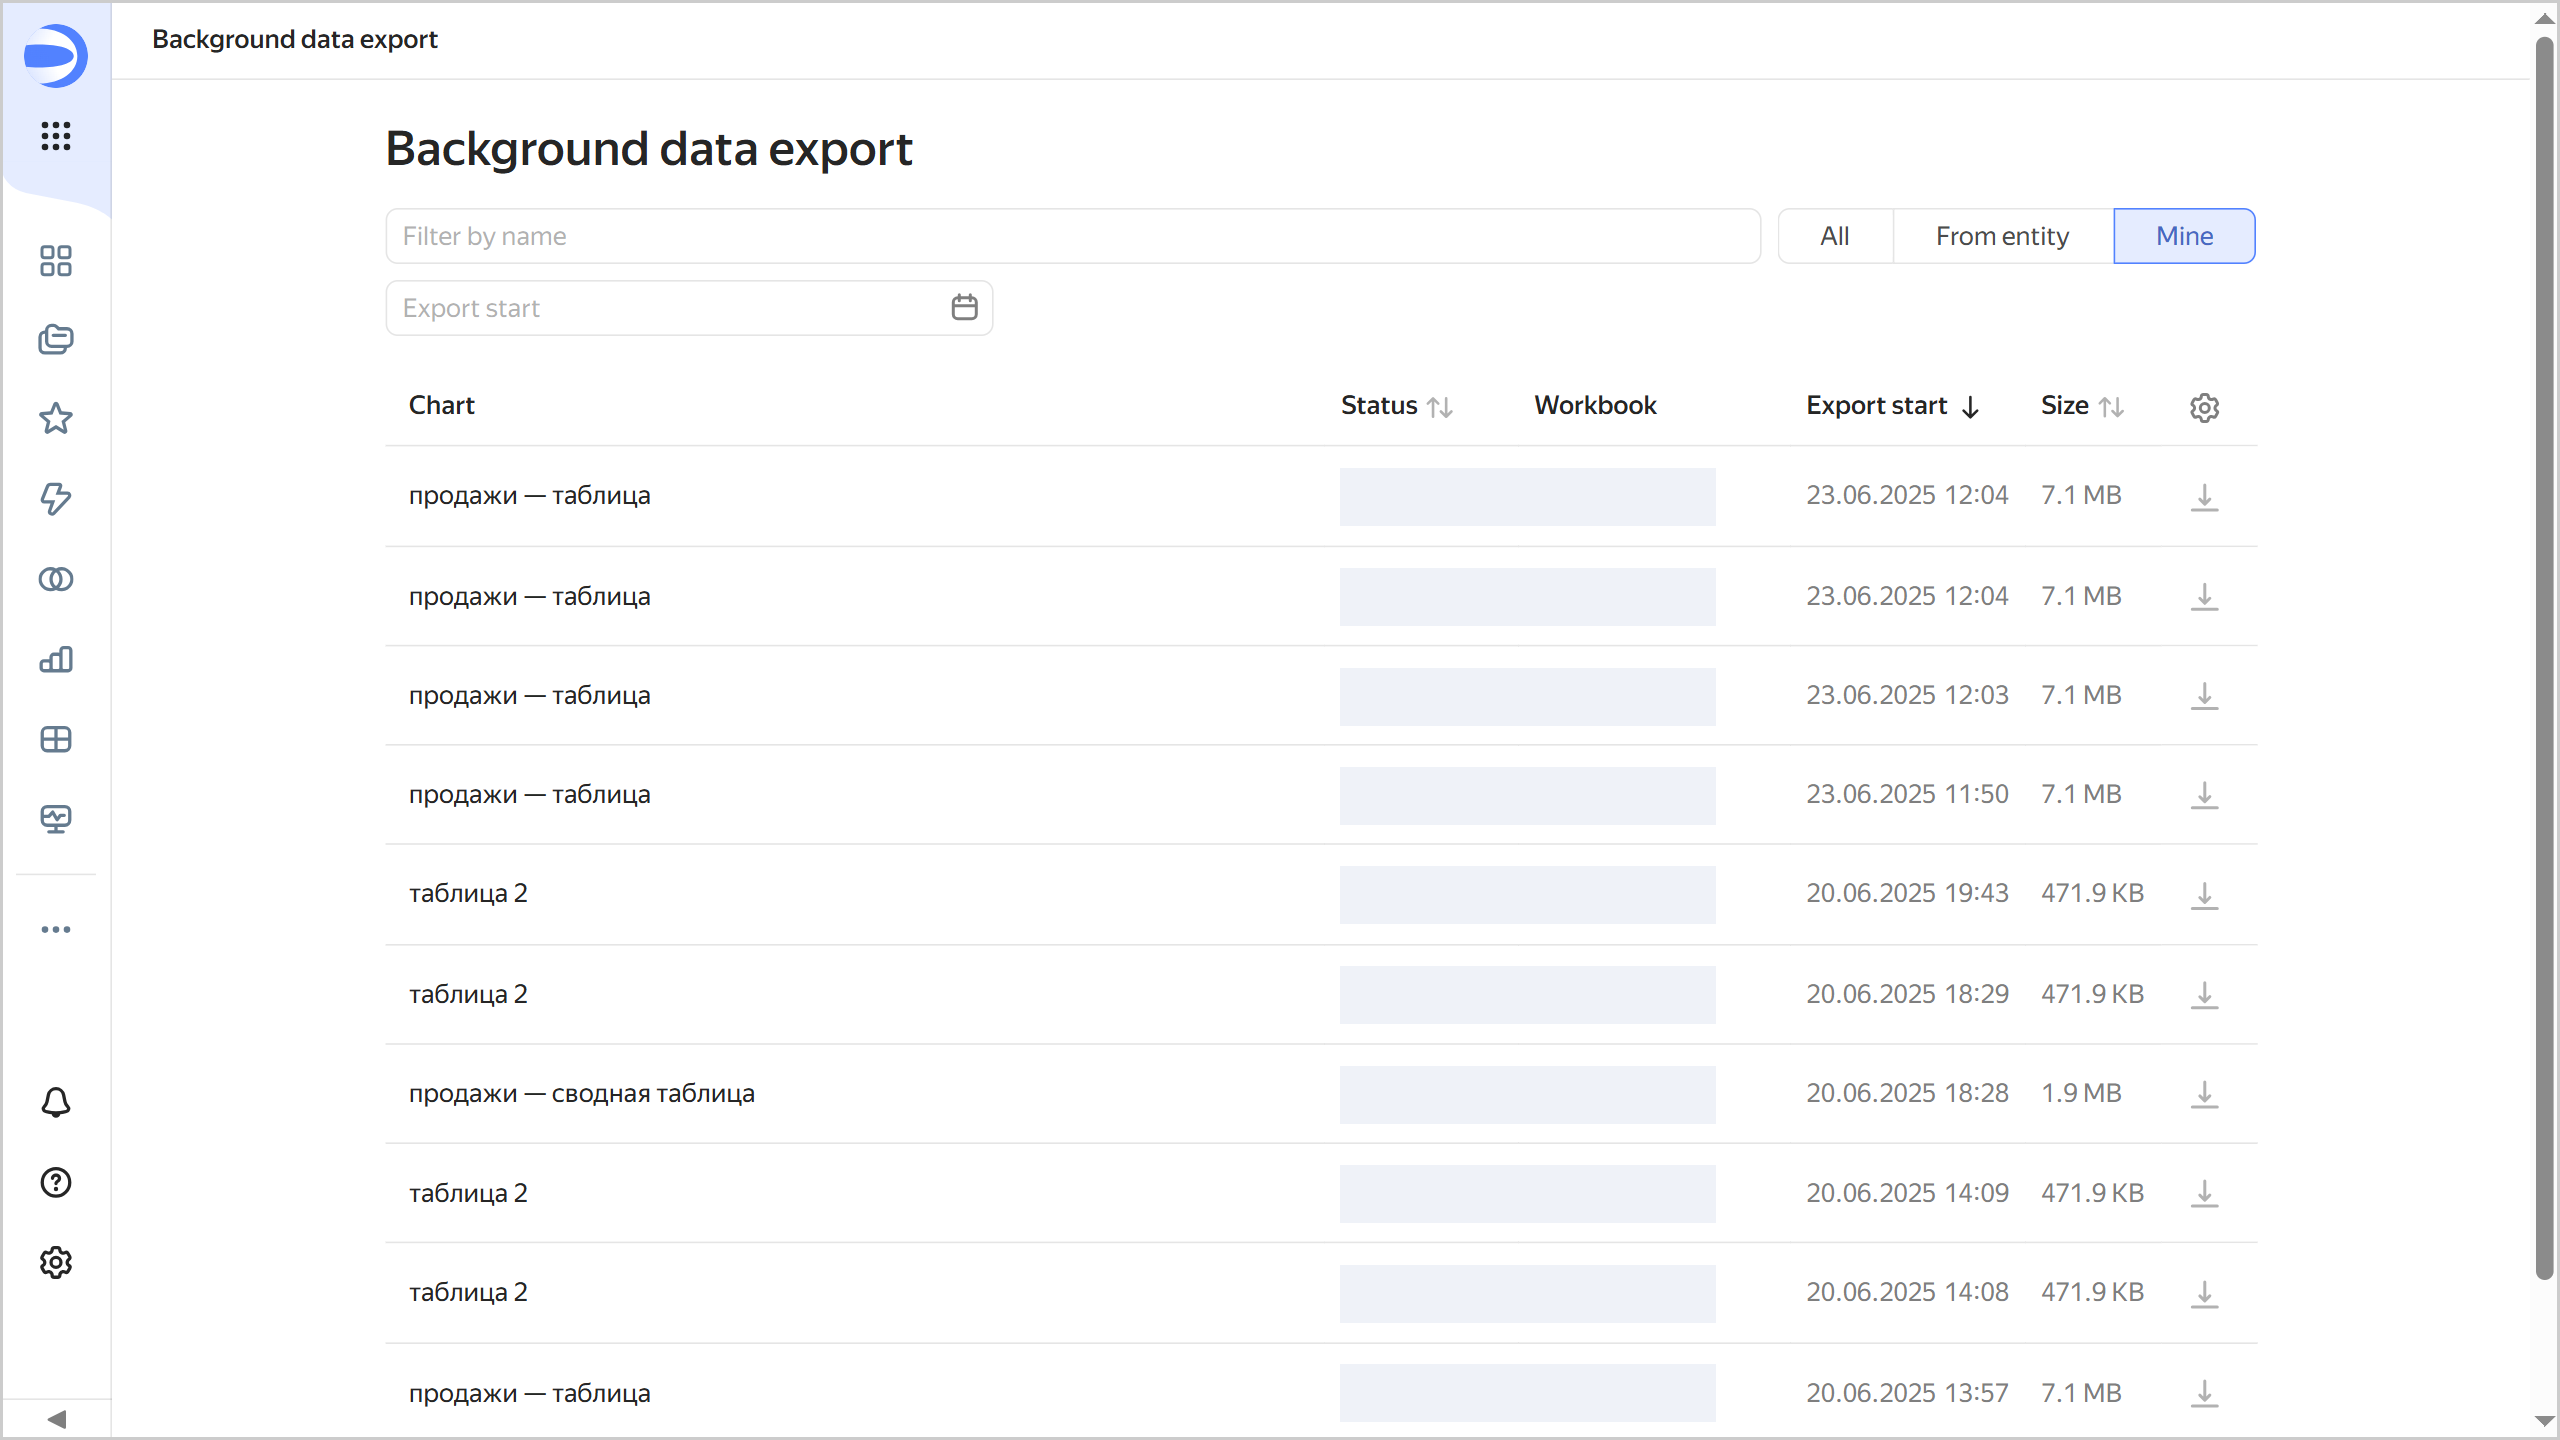 Background data export
Background data export
Filter by name
All
From entity
Mine
Export start
Chart Status Workbook Export start Size
продажи — таблица 23.06.2025 12:04 7.1 MB
продажи — таблица 23.06.2025 12:04 7.1 MB
продажи — таблица 23.06.2025 12:03 7.1 MB
продажи — таблица 23.06.2025 11:50 7.1 MB
таблица 2 20.06.2025 19:43 471.9 KB
таблица 2 20.06.2025 18:29 471.9 KB
продажи — сводная таблица 20.06.2025 18:28 1.9 MB
таблица 2 20.06.2025 14:09 471.9 KB
таблица 2 20.06.2025 14:08 471.9 KB
продажи — таблица 20.06.2025 13:57 7.1 MB